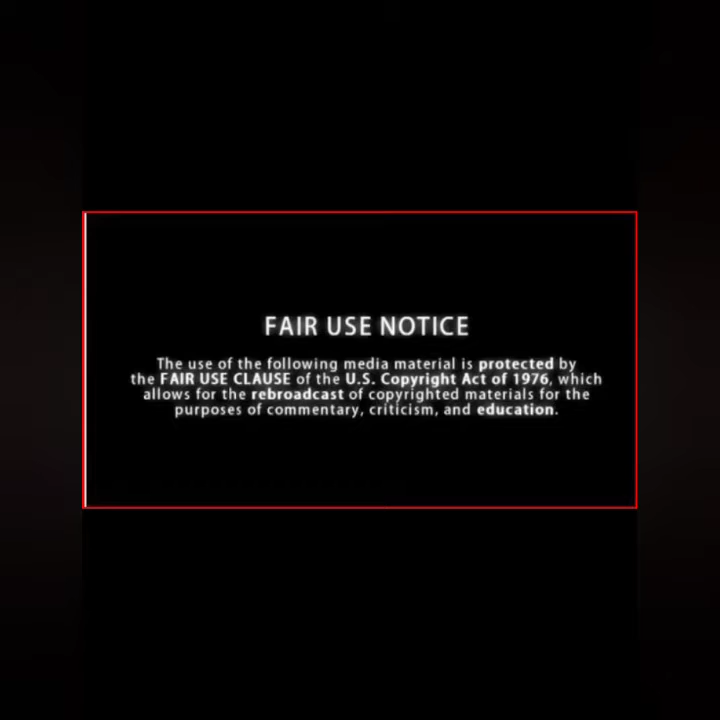 FAIR USE NOTICE
The use of the following media material is protected by
the FAIR USE CLAUSE of the U.S. Copyright Act of 1976, which
allows for the rebroadcast of copyrighted materials for the
purposes of commentary, criticism, and education.